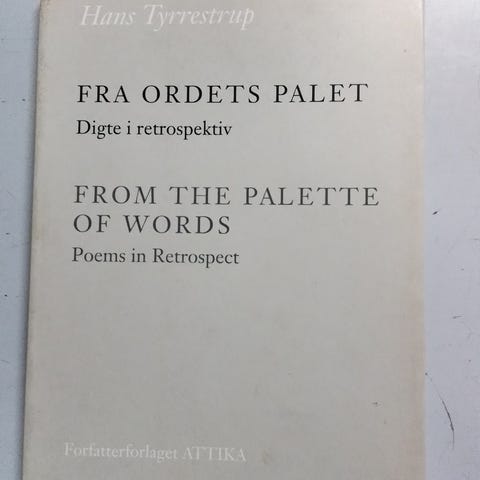 Hans Tyrrestrup
FRA ORDETS PALET
Digte i retrospektiv
FROM THE PALETTE
OF WORDS
Poems in Retrospect
Forfatterforlaget ATTIKA